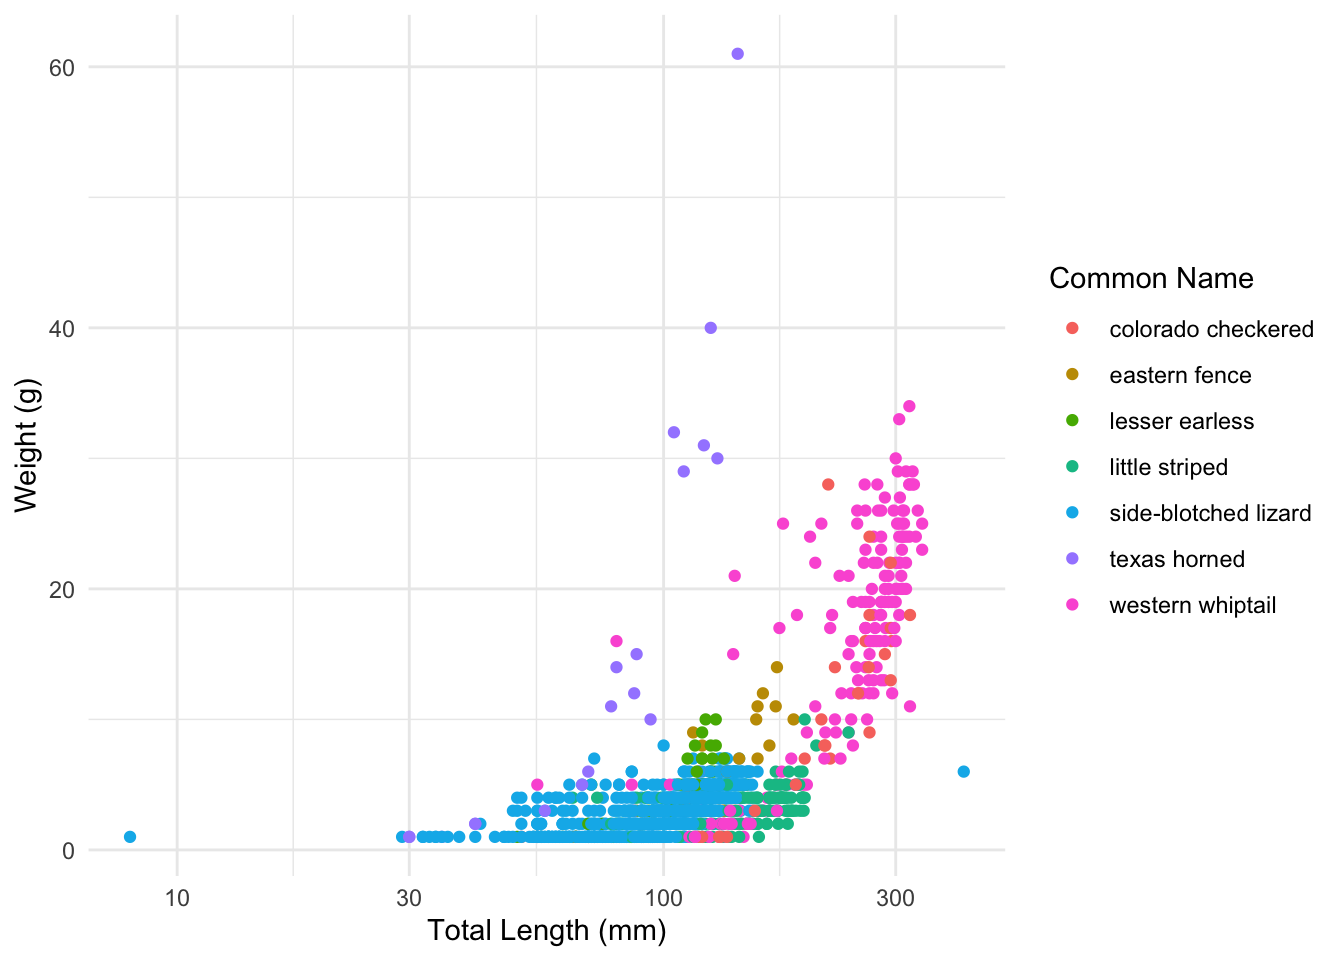 60
40
20
0
Weight (g)
10
30
100
300
Total Length (mm)
Common Name
colorado checkered
eastern fence
lesser earless
little striped
side-blotched lizard
texas horned
western whiptail